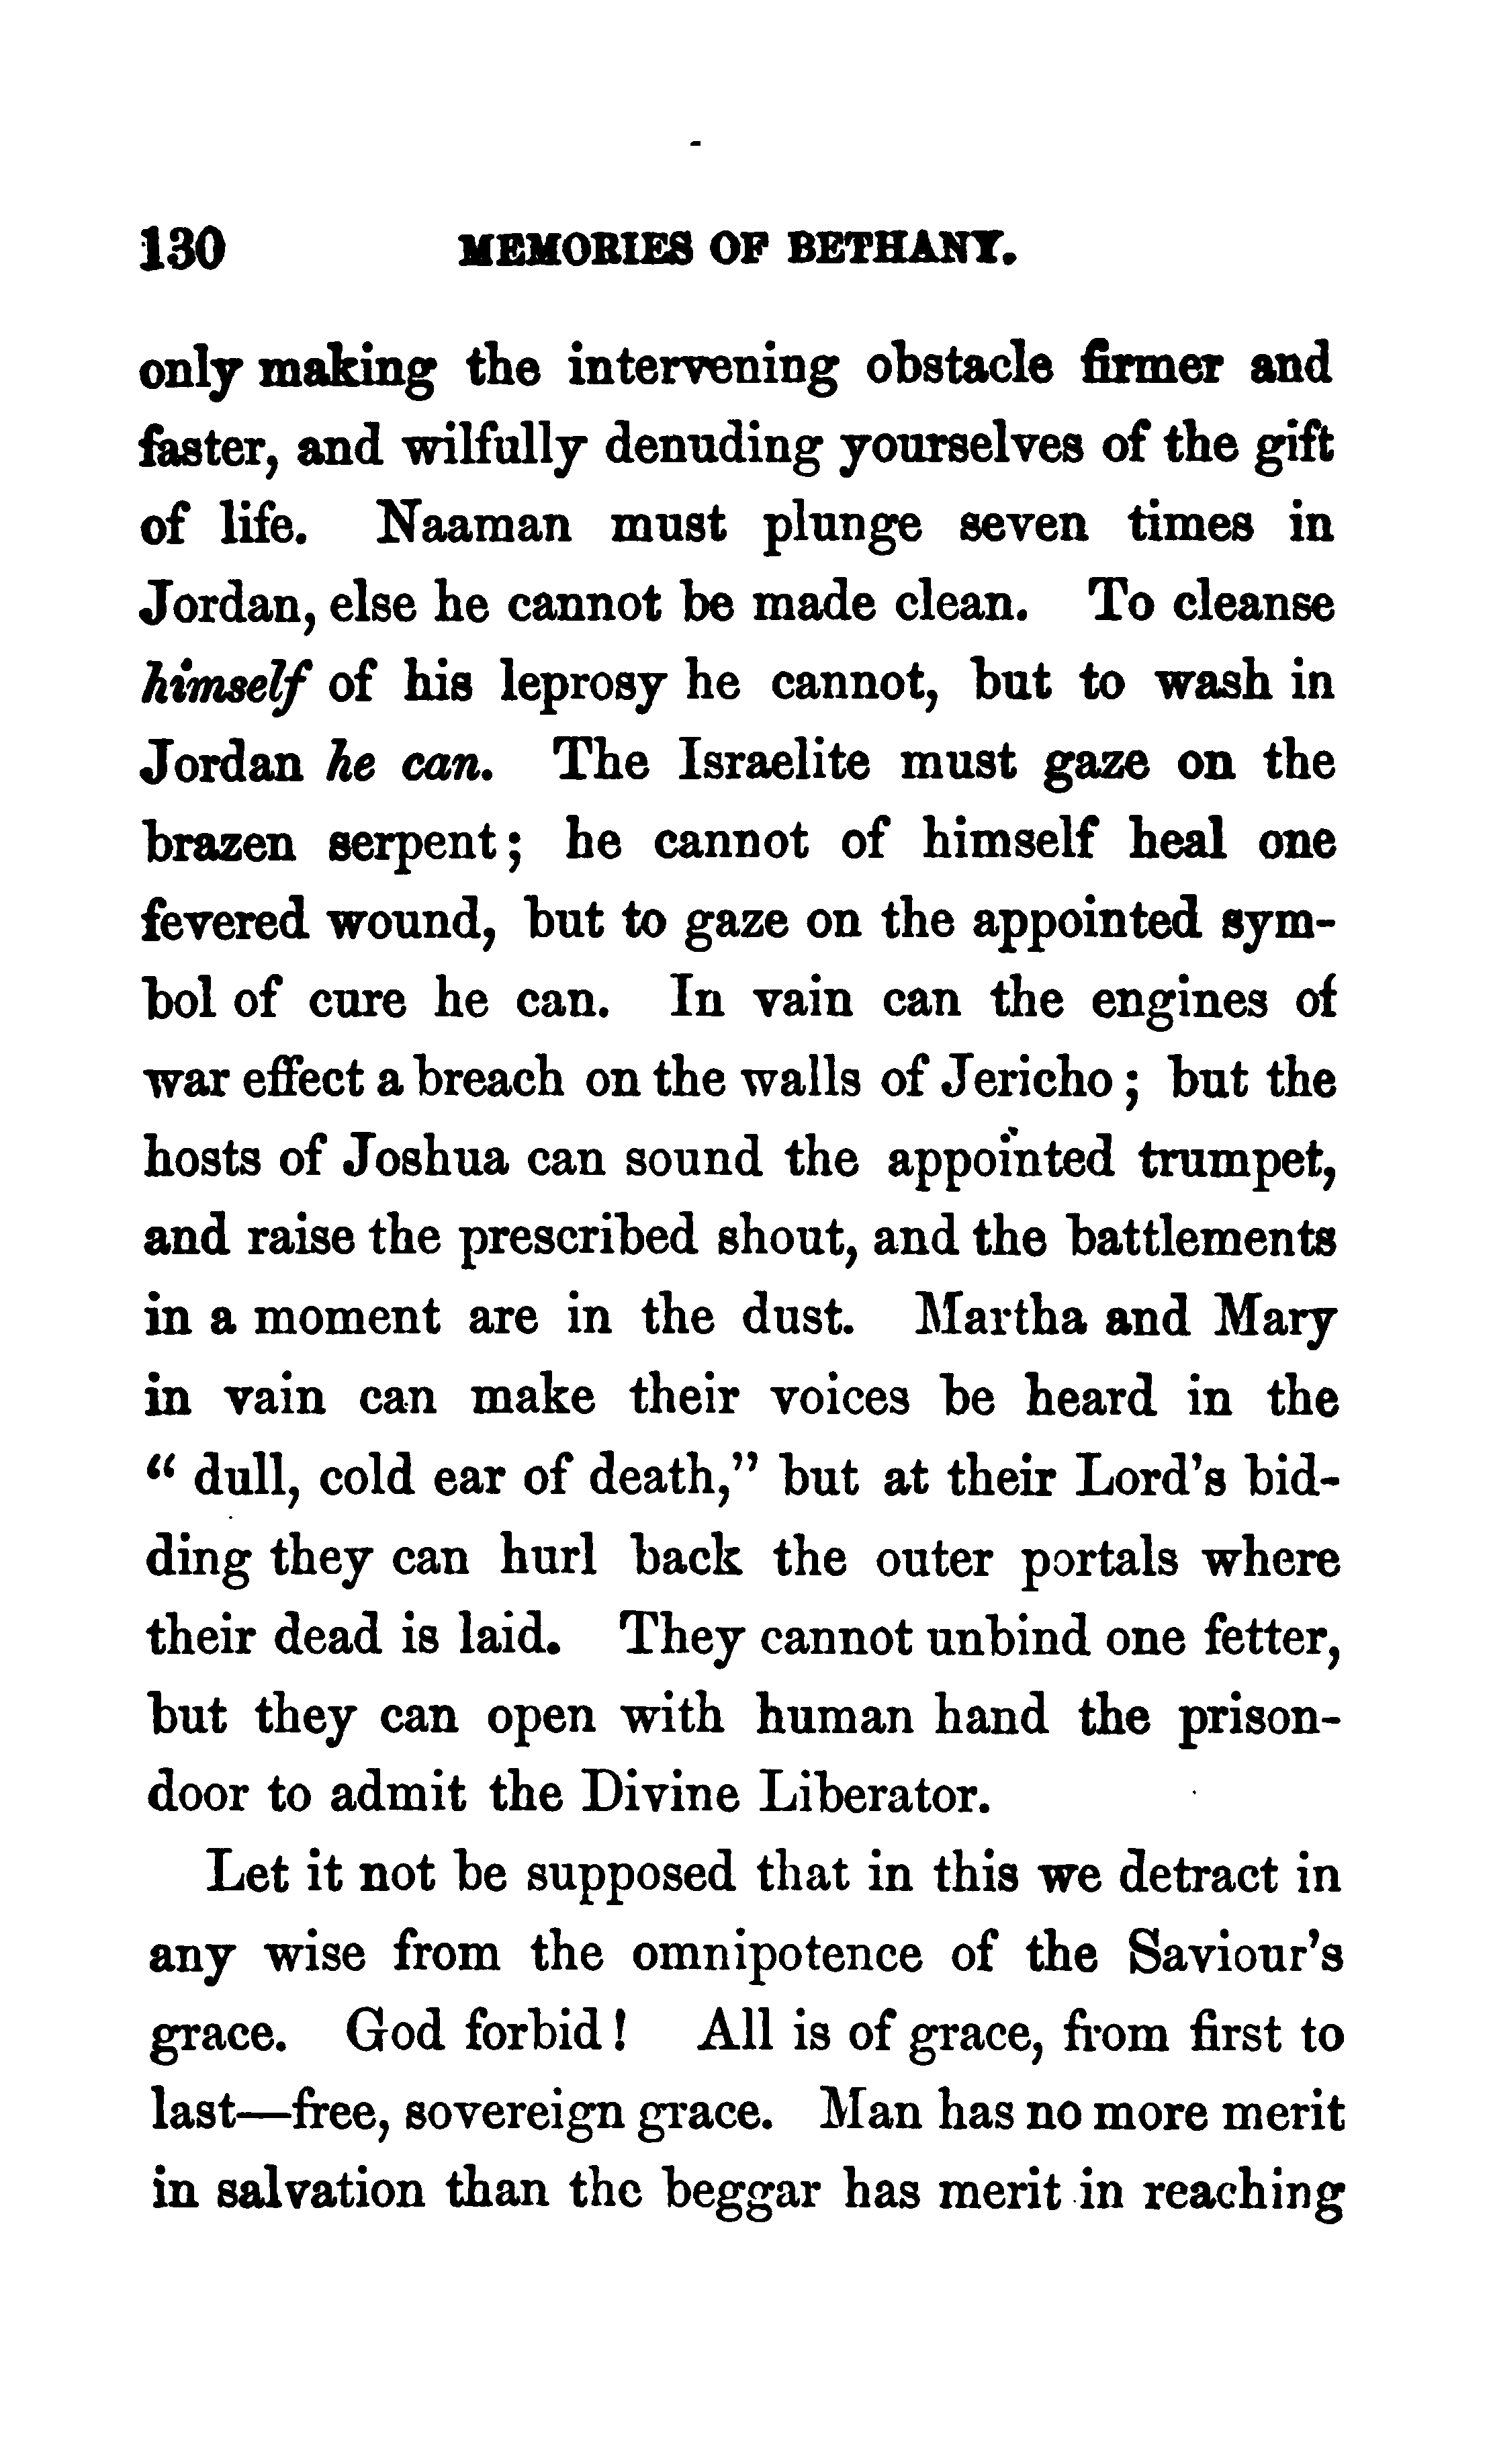 130 MEMORIES OF BETHANY.
only making the intervening obstacle firmer and
faster, and wilfully denuding yourselves of the gift
of life. Naaman must plunge seven times in
Jordan, else he cannot be made clean. To cleanse
himself of his leprosy he cannot, but to wash in
Jordan he can. The Israelite must gaze on the
brazen serpent; he cannot of himself heal one
fevered wound, but to gaze on the appointed sym-
bol of cure he can. In vain can the engines of
war effect a breach on the walls of Jericho; but the
hosts of Joshua can sound the appointed trumpet,
and raise the prescribed shout, and the battlements
in a moment are in the dust. Martha and Mary
in vain can make their voices be heard in the
"dull, cold ear of death," but at their Lord's bid-
ding they can hurl back the outer portals where
their dead is laid. They cannot unbind one fetter,
but they can open with human hand the prison-
door to admit the Divine Liberator.
Let it not be supposed that in this we detract in
any wise from the omnipotence of the Saviour's
grace. God forbid! All is of grace, from first to
last—free, sovereign grace. Man has no more merit
in salvation than the beggar has merit in reaching